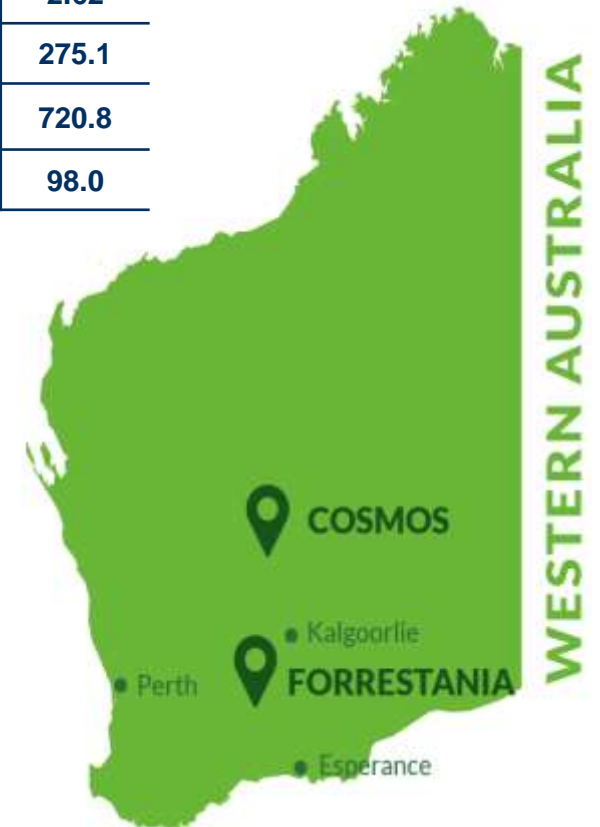 275.1
720.8
98.0
WESTERN AUSTRALIA
COSMOS
Kalgoorlie
FORRESTANIA
Perth
Esperance